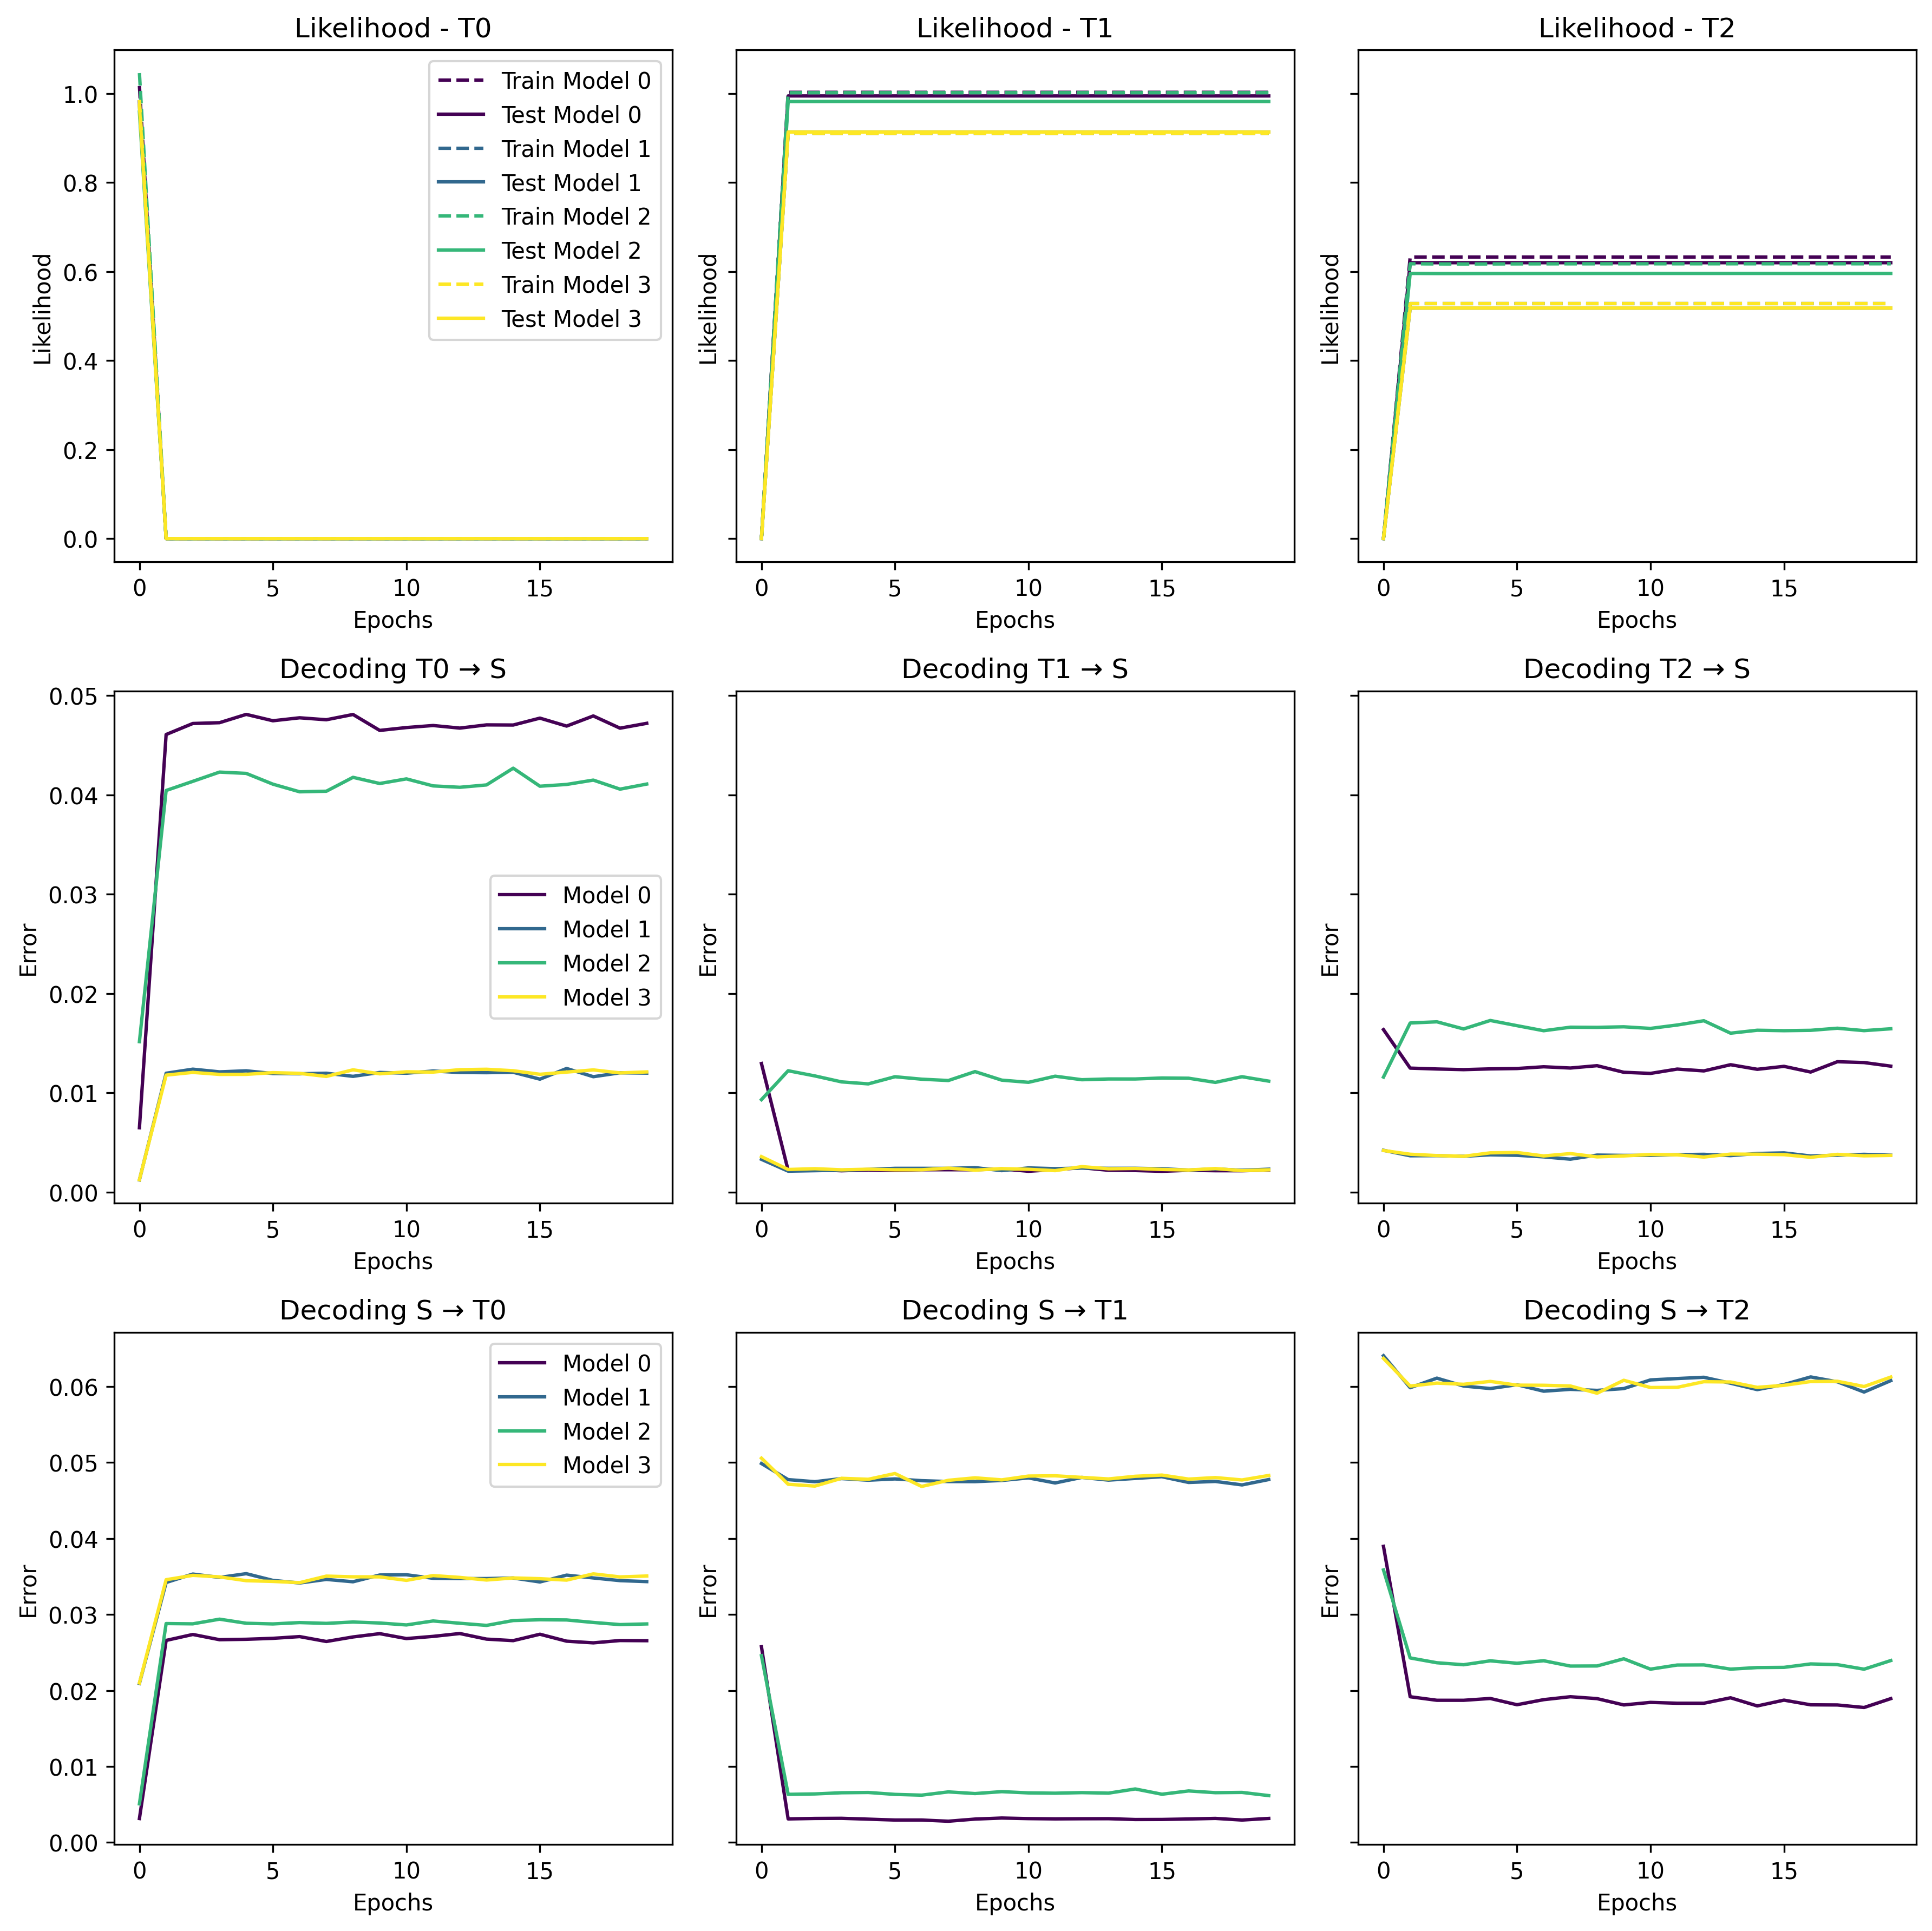 Likelihood - T0
Likelihood
1.0
0.8
0.6
0.4
0.2
0.0
Train Model 0
Test Model 0
Train Model 1
Test Model 1
Train Model 2
Test Model 2
Train Model 3
Test Model 3
0 5 10 15
Epochs
Likelihood - T1
Likelihood
0 5 10 15
Epochs
Likelihood - T2
Likelihood
0 5 10 15
Epochs
Decoding T0 → S
Error
0.05
0.04
0.03
0.02
0.01
0.00
Model 0
Model 1
Model 2
Model 3
0 5 10 15
Epochs
Decoding T1 → S
Error
0 5 10 15
Epochs
Decoding T2 → S
Error
0 5 10 15
Epochs
Decoding S → T0
Error
0.06
0.05
0.04
0.03
0.02
0.01
0.00
Model 0
Model 1
Model 2
Model 3
0 5 10 15
Epochs
Decoding S → T1
Error
0 5 10 15
Epochs
Decoding S → T2
Error
0 5 10 15
Epochs